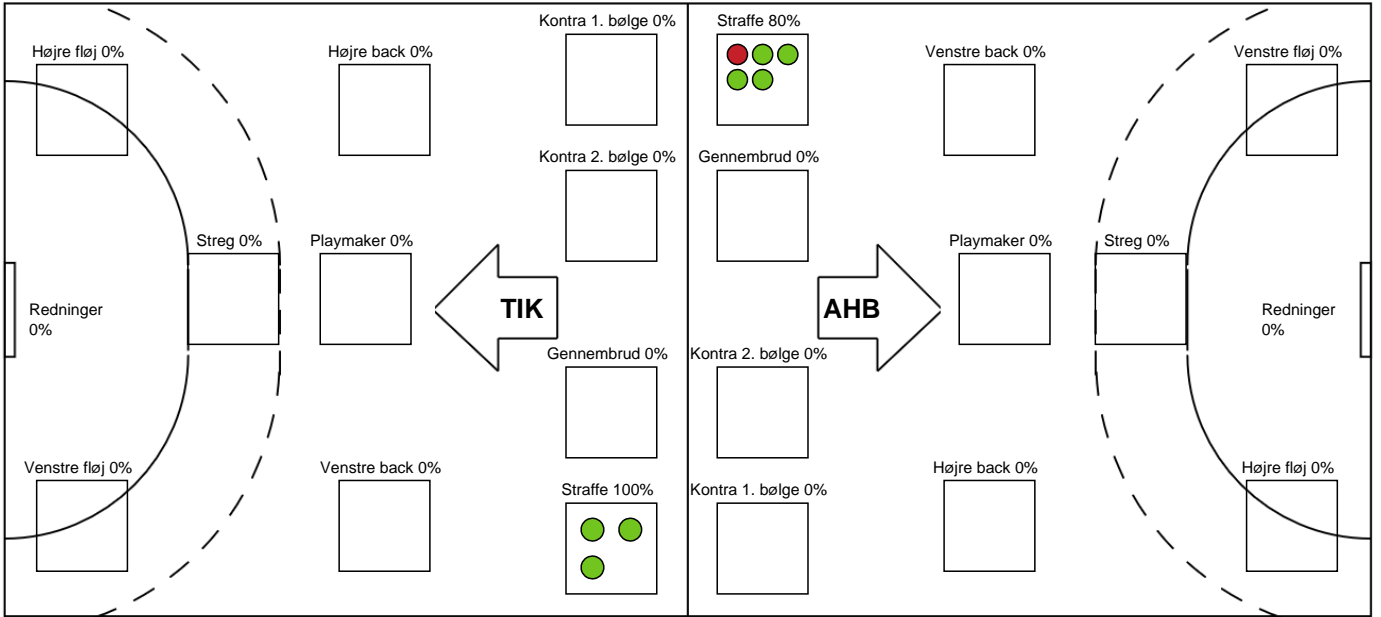 Kontra 1. bølge 0%
Straffe 80%
Højre fløj 0%
Højre back 0%
Venstre back 0%
Venstre fløj 0%
Kontra 2. bølge 0%
Gennembrud 0%
Streg 0%
Playmaker 0%
Playmaker 0%
Streg 0%
Redninger
0%
TIK
AHB
Redninger
0%
Gennembrud 0%
Kontra 2. bølge 0%
Venstre fløj 0%
Venstre back 0%
Højre back 0%
Højre fløj 0%
Straffe 100%
Kontra 1. bølge 0%